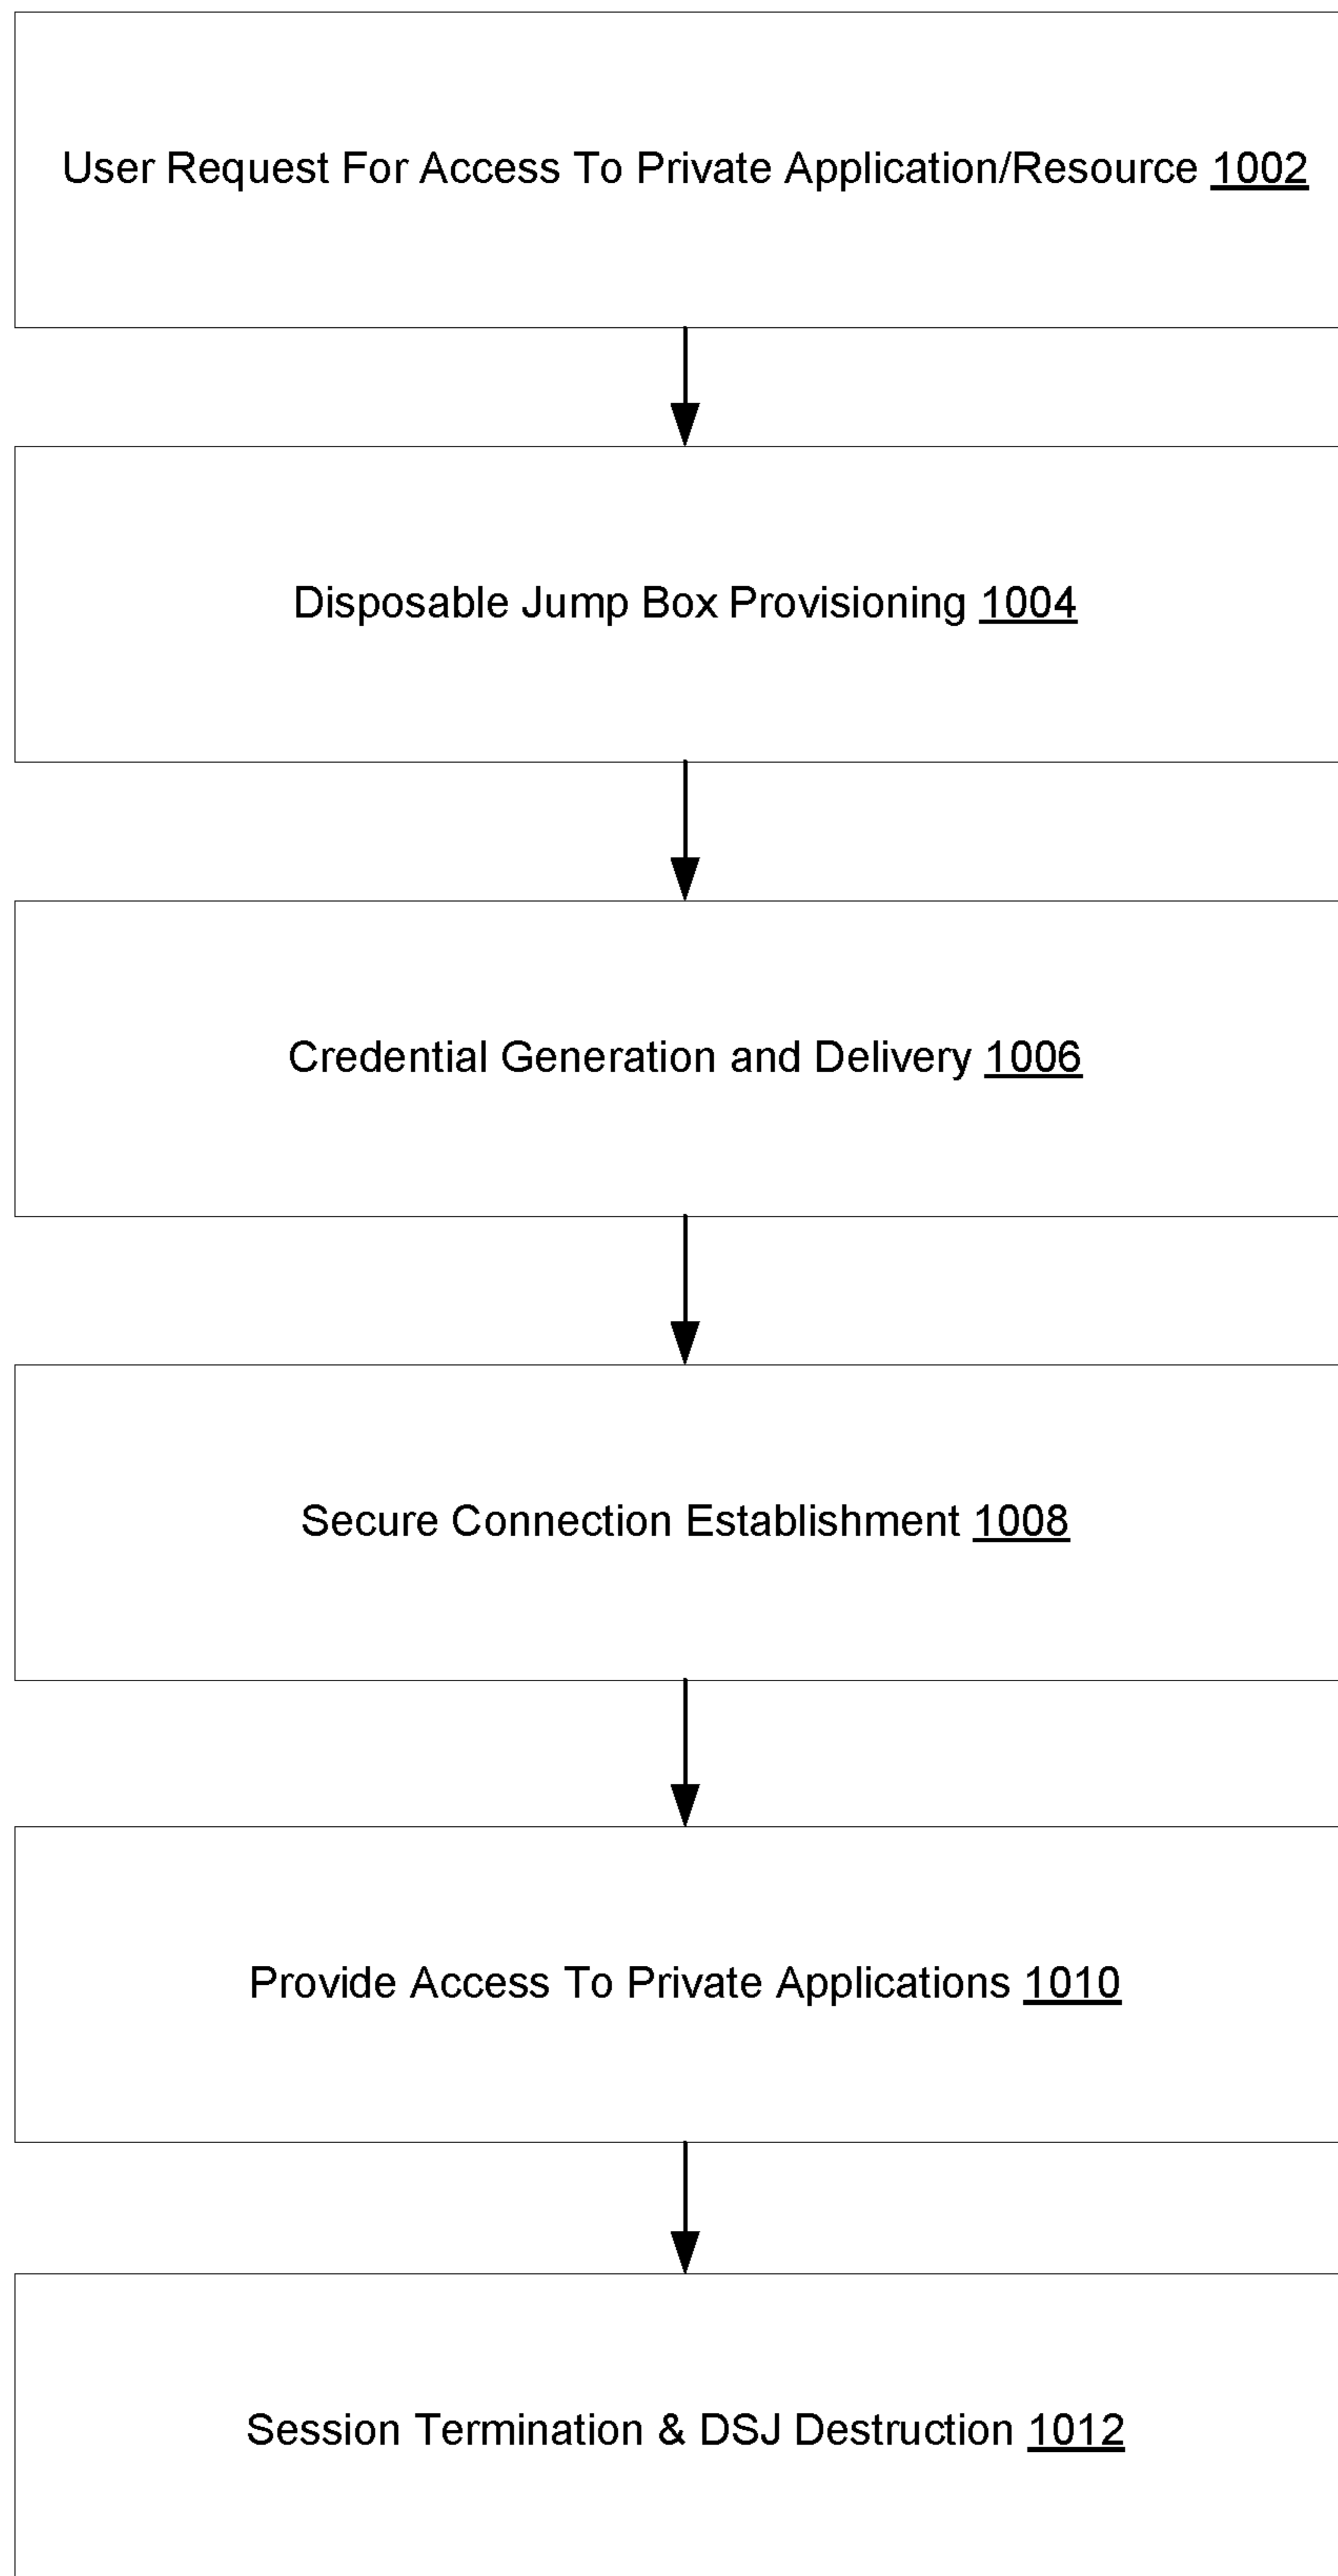 User Request For Access To Private Application/Resource 1002
Disposable Jump Box Provisioning 1004
Credential Generation and Delivery 1006
Secure Connection Establishment 1008
Provide Access To Private Applications 1010
Session Termination & DSJ Destruction 1012